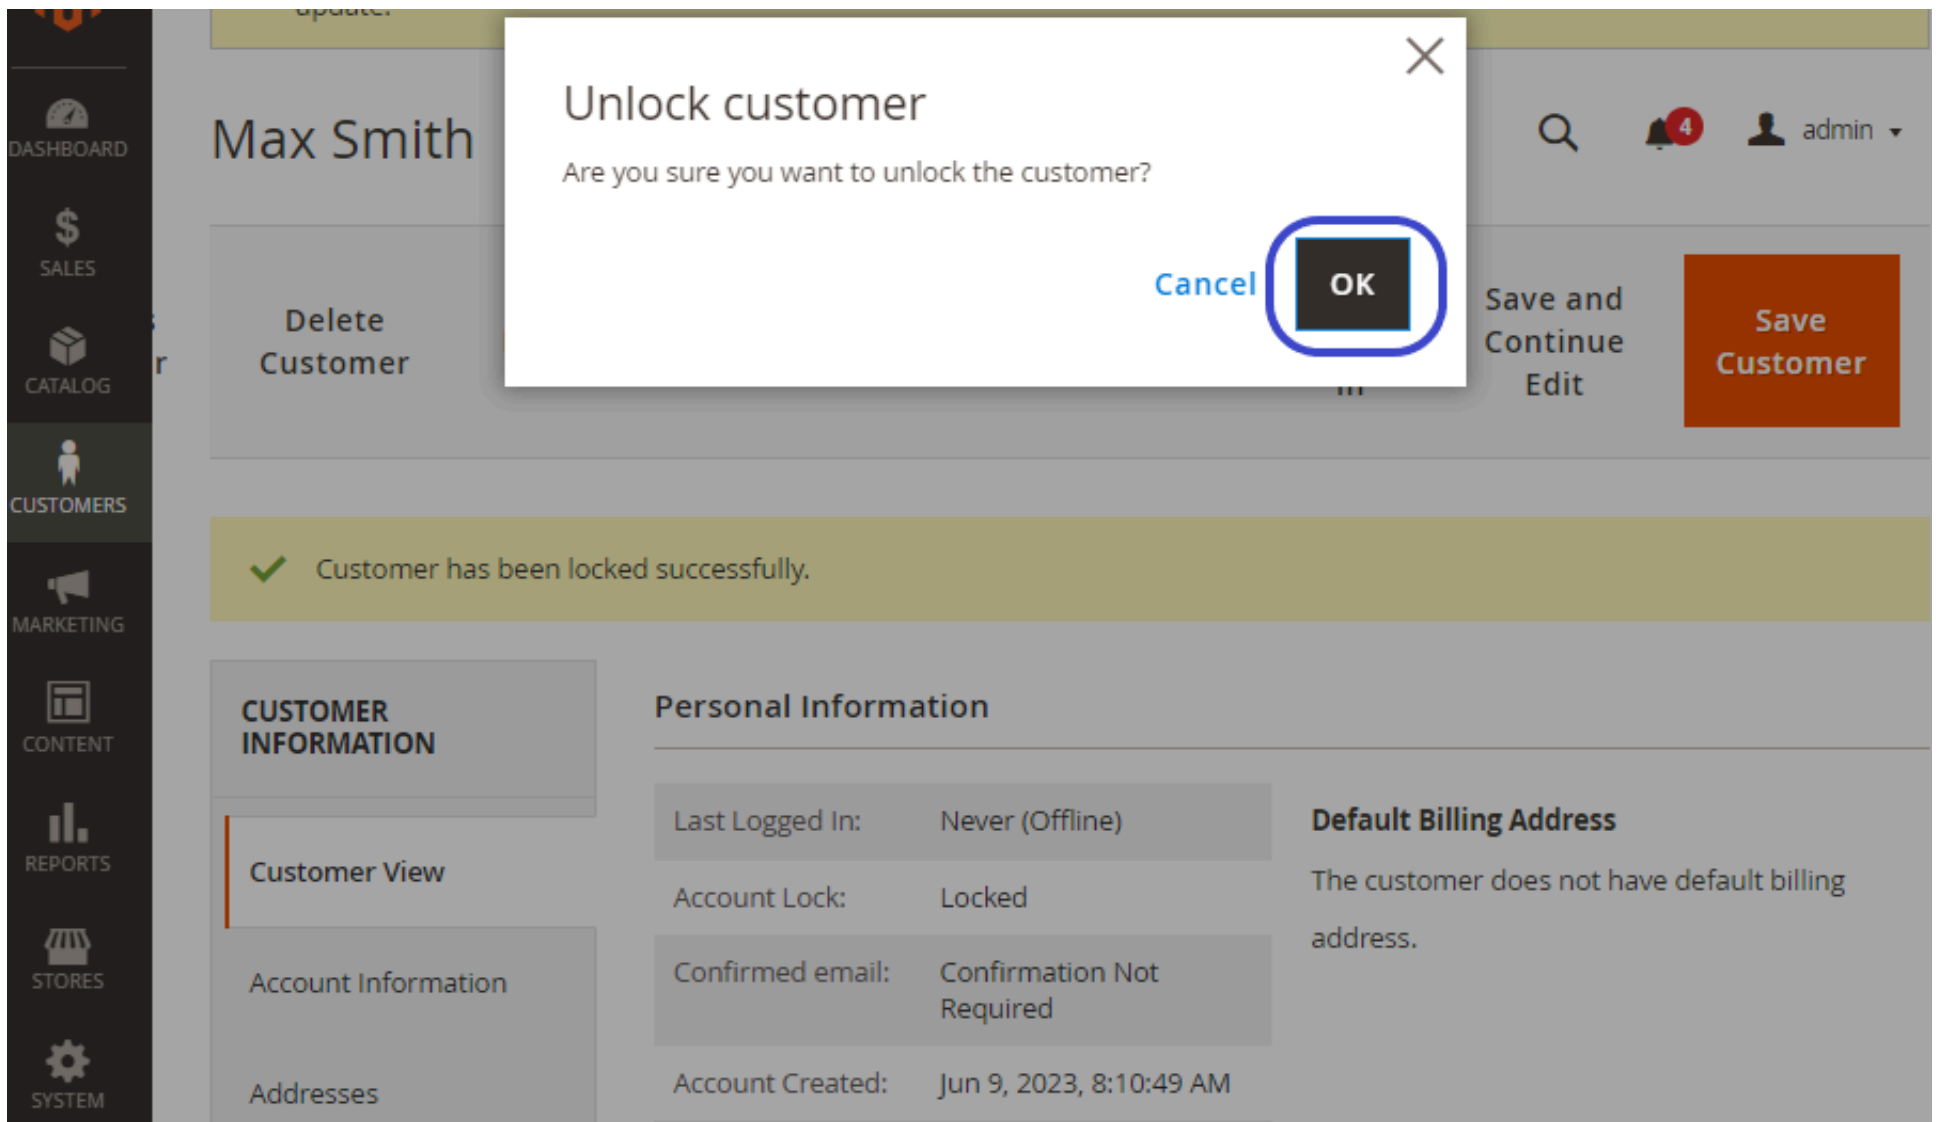 update.
Unlock customer
Are you sure you want to unlock the customer?
Cancel
OK
Max Smith
4
admin
DASHBOARD
SALES
CATALOG
CUSTOMERS
MARKETING
CONTENT
REPORTS
STORES
SYSTEM
Delete
Customer
Save and
Continue
Edit
Save
Customer
Customer has been locked successfully.
CUSTOMER
INFORMATION
Customer View
Account Information
Addresses
Personal Information
Last Logged In: Never (Offline)
Account Lock: Locked
Confirmed email: Confirmation Not
Required
Account Created: Jun 9, 2023, 8:10:49 AM
Default Billing Address
The customer does not have default billing
address.